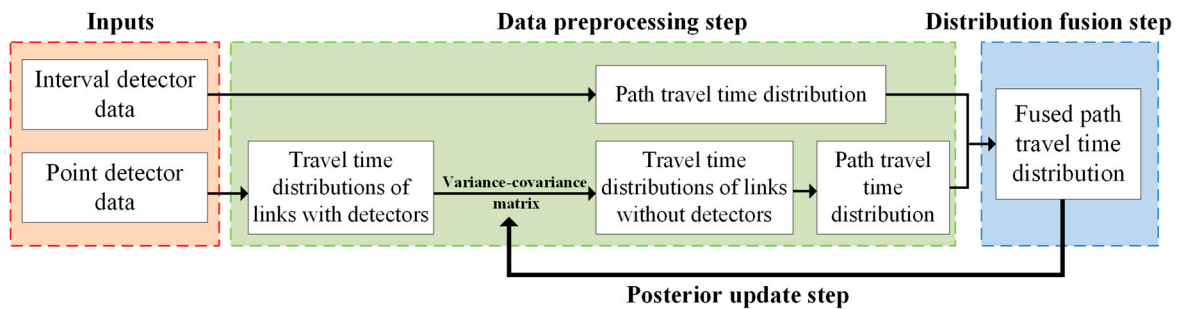 Inputs
Data preprocessing step
Distribution fusion step
Interval detector
data
Path travel time distribution
Fused path
travel time
distribution
Point detector
data
Travel time
distributions of
links with detectors
Variance-covariance
matrix
Travel time
distributions of links
without detectors
Path travel
time
distribution
Posterior update step